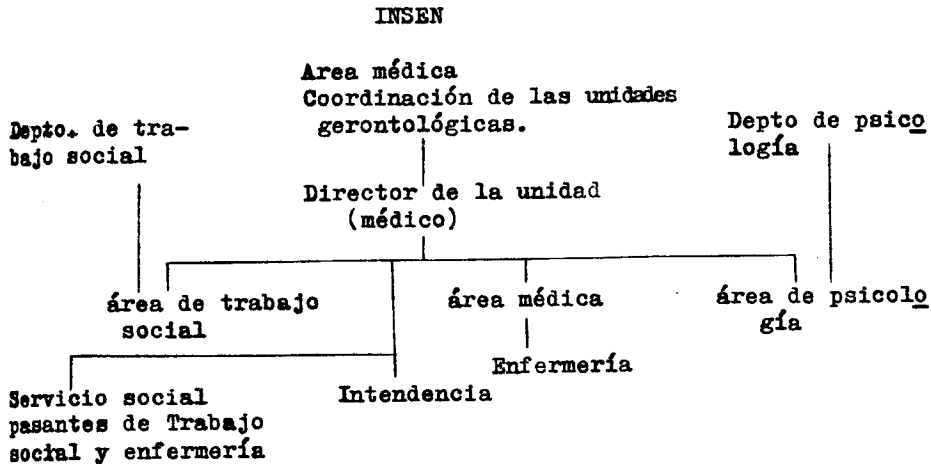 INSEN
Area médica
Coordinación de las unidades
gerontológicas.
Depto. de tra-
bajo social
Depto de psico
logía
Director de la unidad
(médico)
área de trabajo
social
área médica
área de psicolo
gía
Enfermería
Servicio social
pasantes de Trabajo
social y enfermería
Intendencia